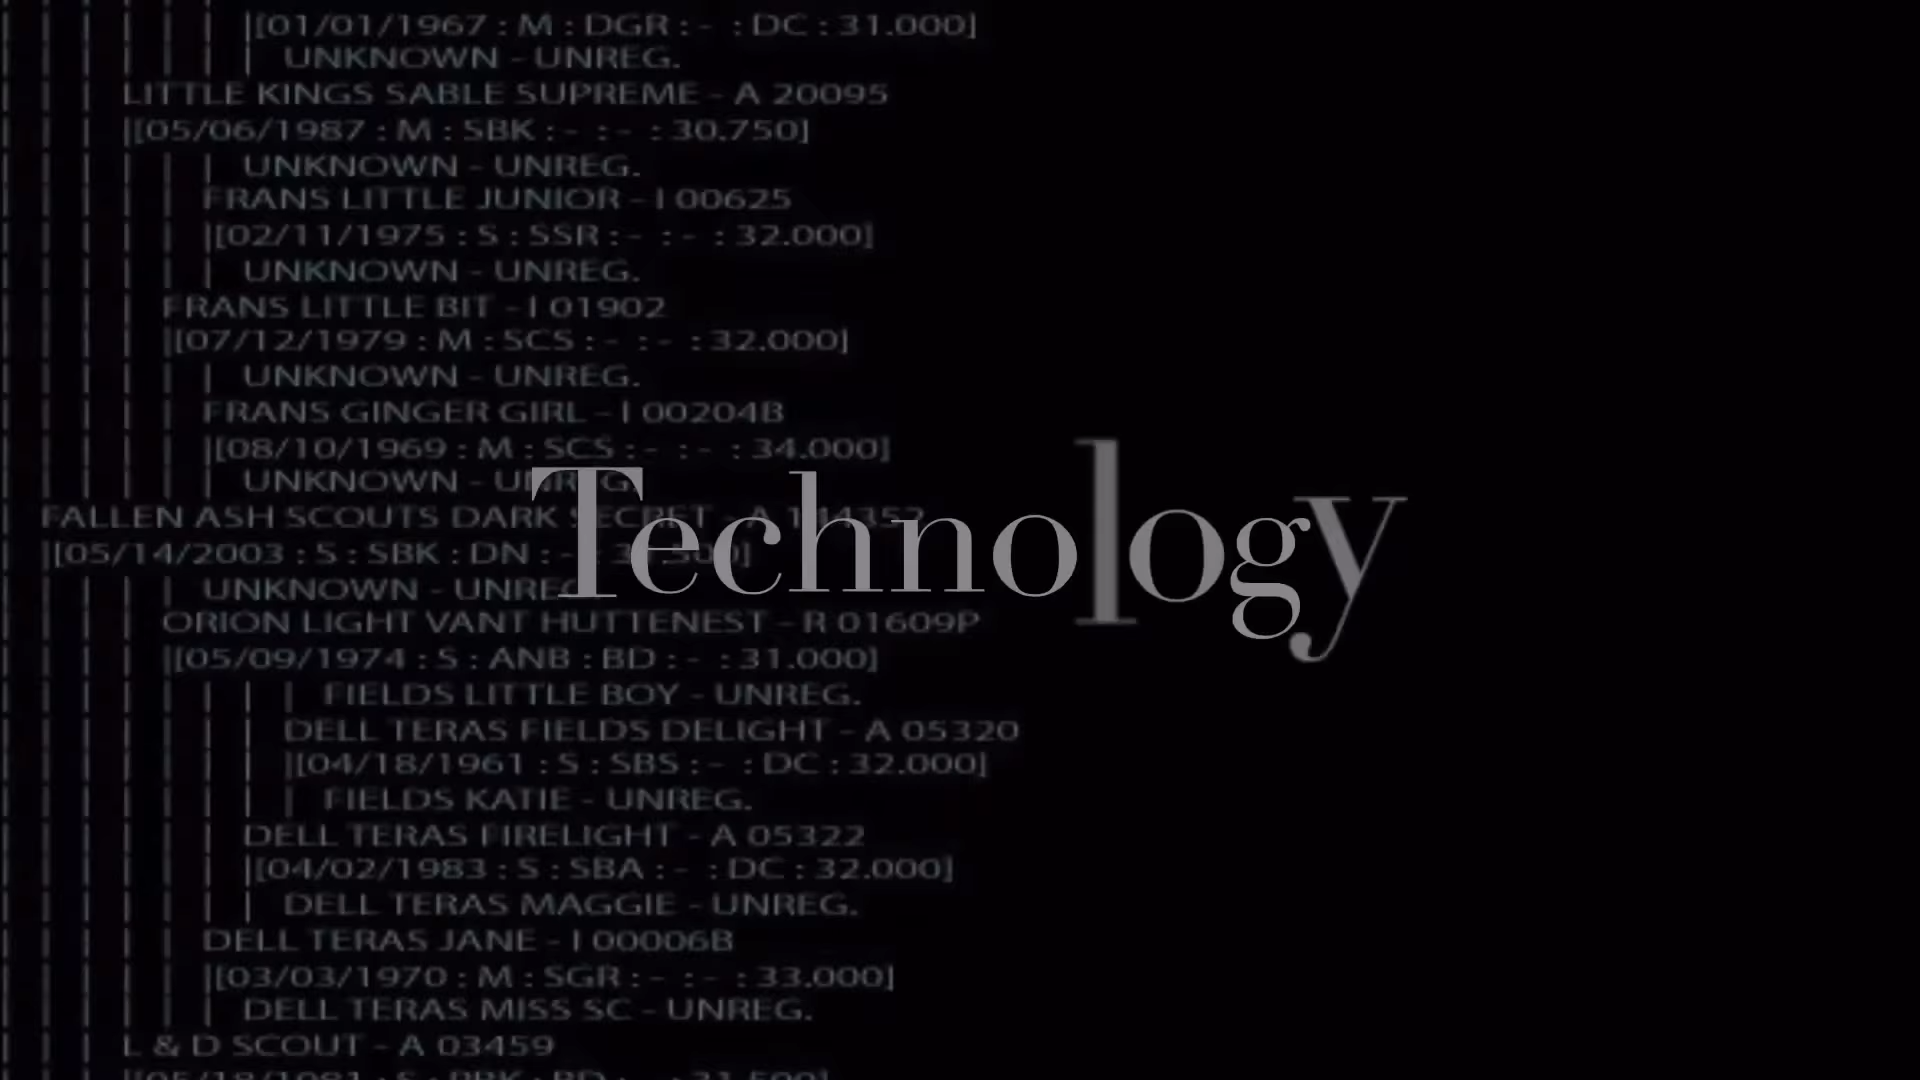 [01/01/1967 : M : DGR : - : DC : 31.000]
UNKNOWN - UNREG.
LITTLE KINGS SABLE SUPREME - A 20095
[05/06/1987 : M : SBK : - : - : 30.750]
UNKNOWN - UNREG.
FRANS LITTLE JUNIOR - I 00625
[02/11/1975 : S : SSR : - : - : 32.000]
UNKNOWN - UNREG.
FRANS LITTLE BIT - I 01902
[07/12/1979 : M : SCS : - : - : 32.000]
UNKNOWN - UNREG.
FRANS GINGER GIRL - I 00204B
[08/10/1969 : M : SCS : - : - : 34.000]
UNKNOWN - UNREG.
FALLEN ASH SCOUTS DARK SECRET - A
[05/14/2003 : S : SBK : DN : -
Technology
UNKNOWN - UNREG
ORION LIGHT VANT HUTTENEST - R 01609P
[05/09/1974 : S : ANB : BD : - : 31.000]
FIELDS LITTLE BOY - UNREG.
DELL TERAS FIELDS DELIGHT - A 05320
[04/18/1961 : S : SBS : - : DC : 32.000]
FIELDS KATIE - UNREG.
DELL TERAS FIRELIGHT - A 05322
[04/02/1983 : S : SBA : - : DC : 32.000]
DELL TERAS MAGGIE - UNREG.
DELL TERAS JANE - I 00006B
[03/03/1970 : M : SGR : - : - : 33.000]
DELL TERAS MISS SC - UNREG.
L & D SCOUT - A 03459